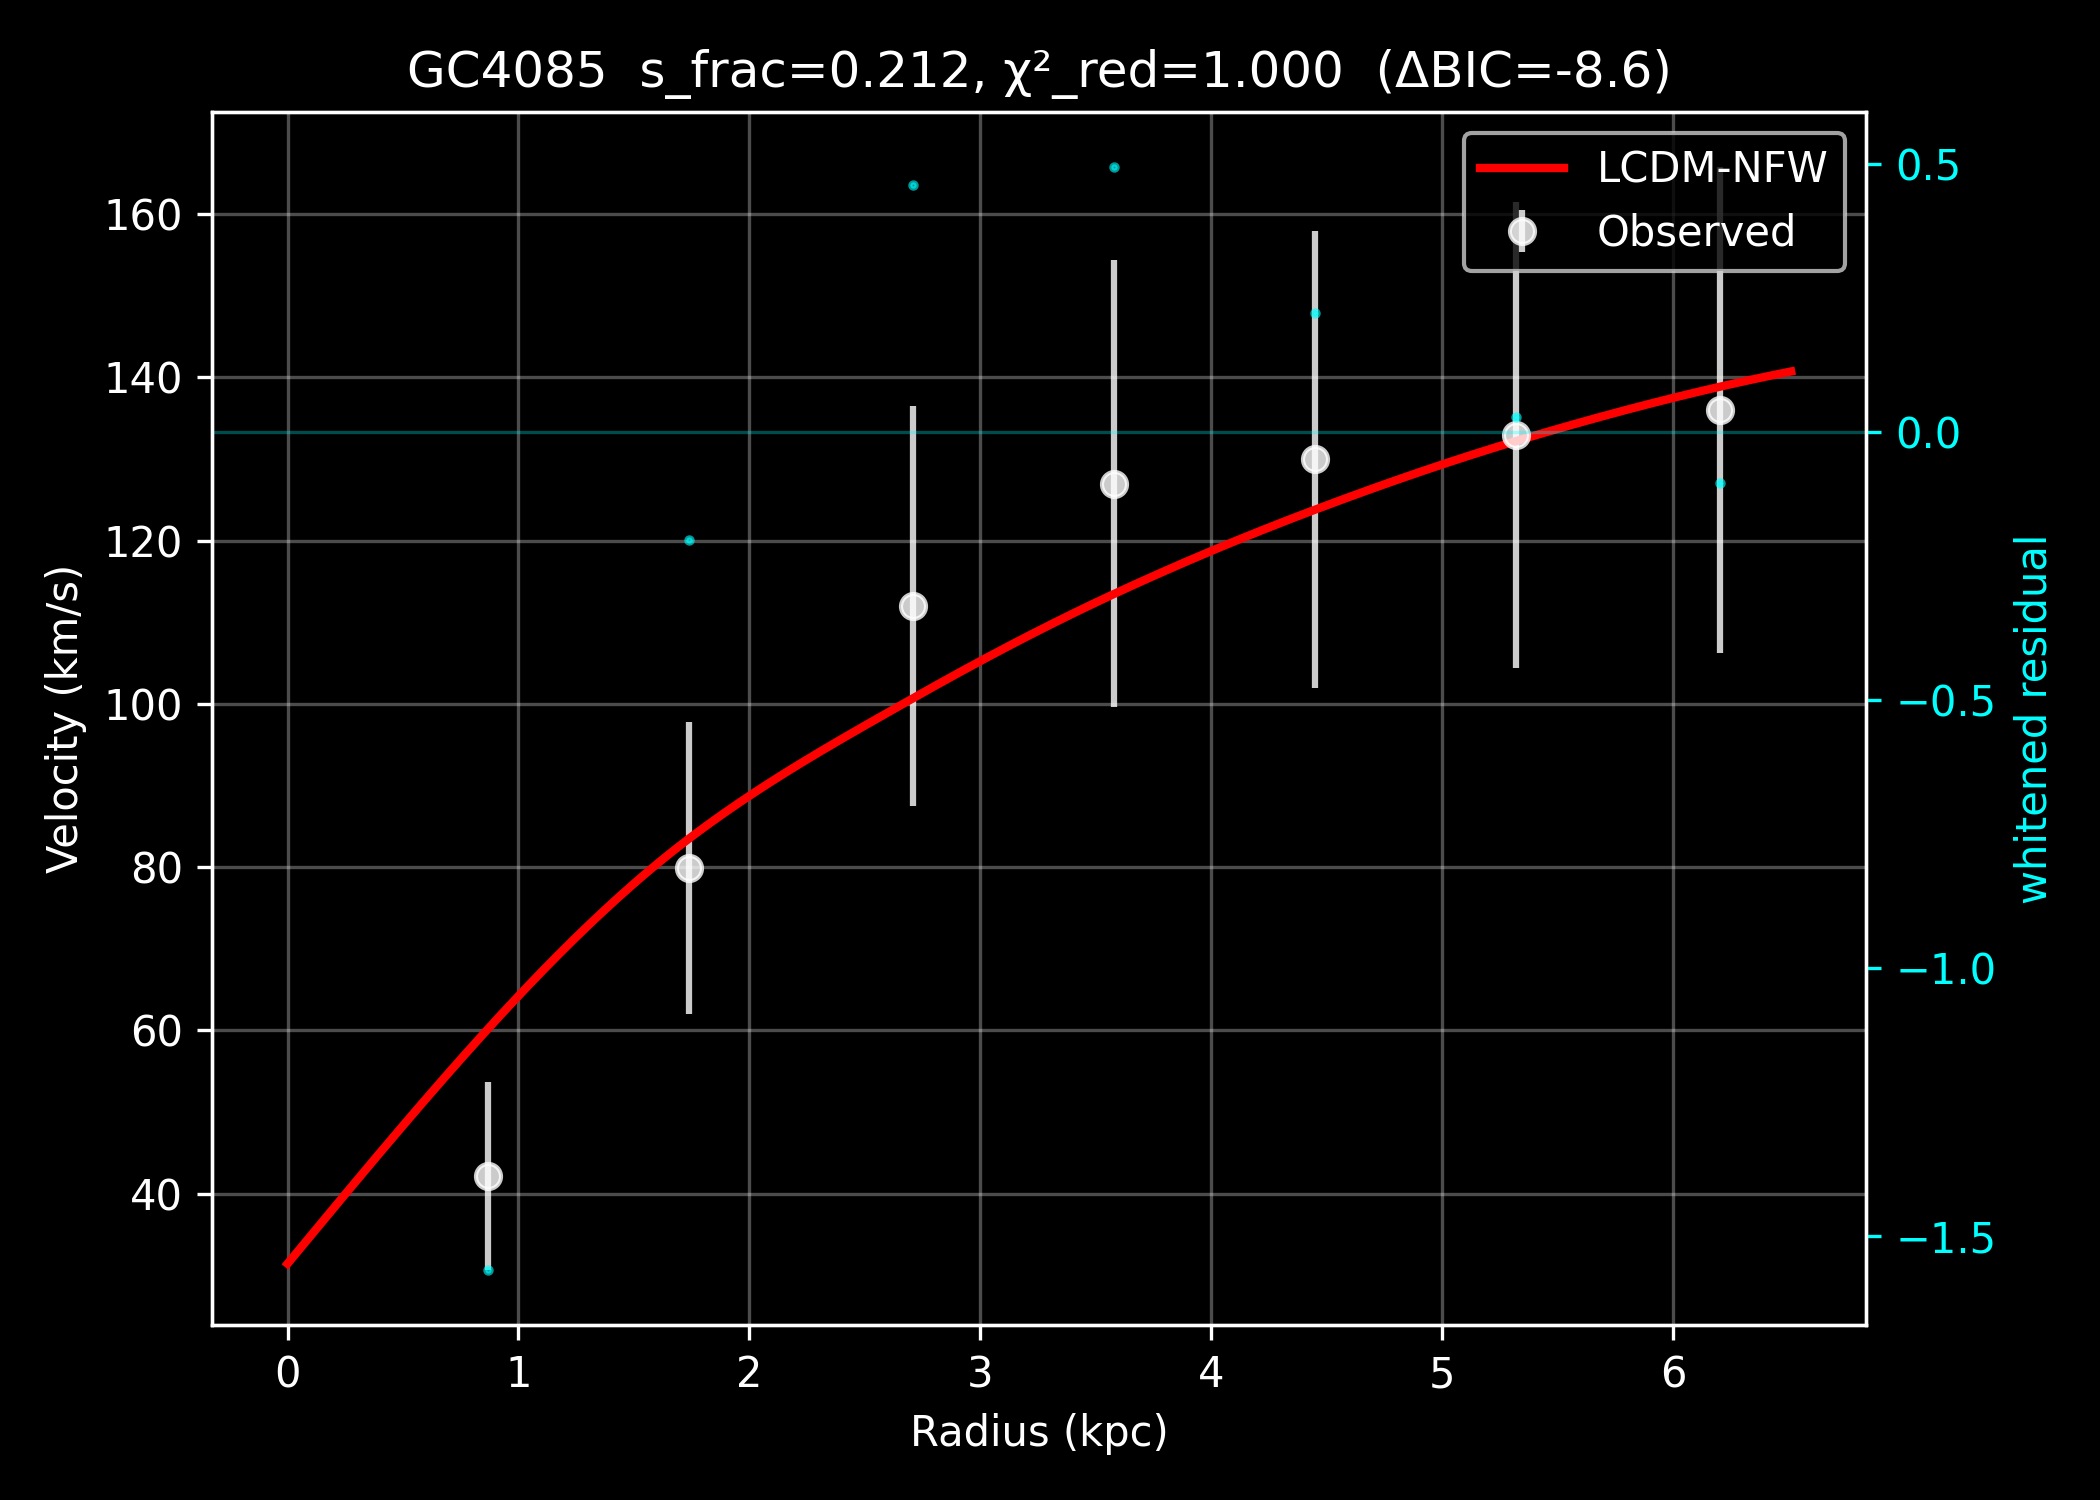 GC4085 s_frac=0.212, χ²_red=1.000 (ΔBIC=-8.6)
LCDM-NFW
Observed
Velocity (km/s)
160
140
120
100
80
60
40
0.5
0.0
−0.5
−1.0
−1.5
whitened residual
0 1 2 3 4 5 6
Radius (kpc)